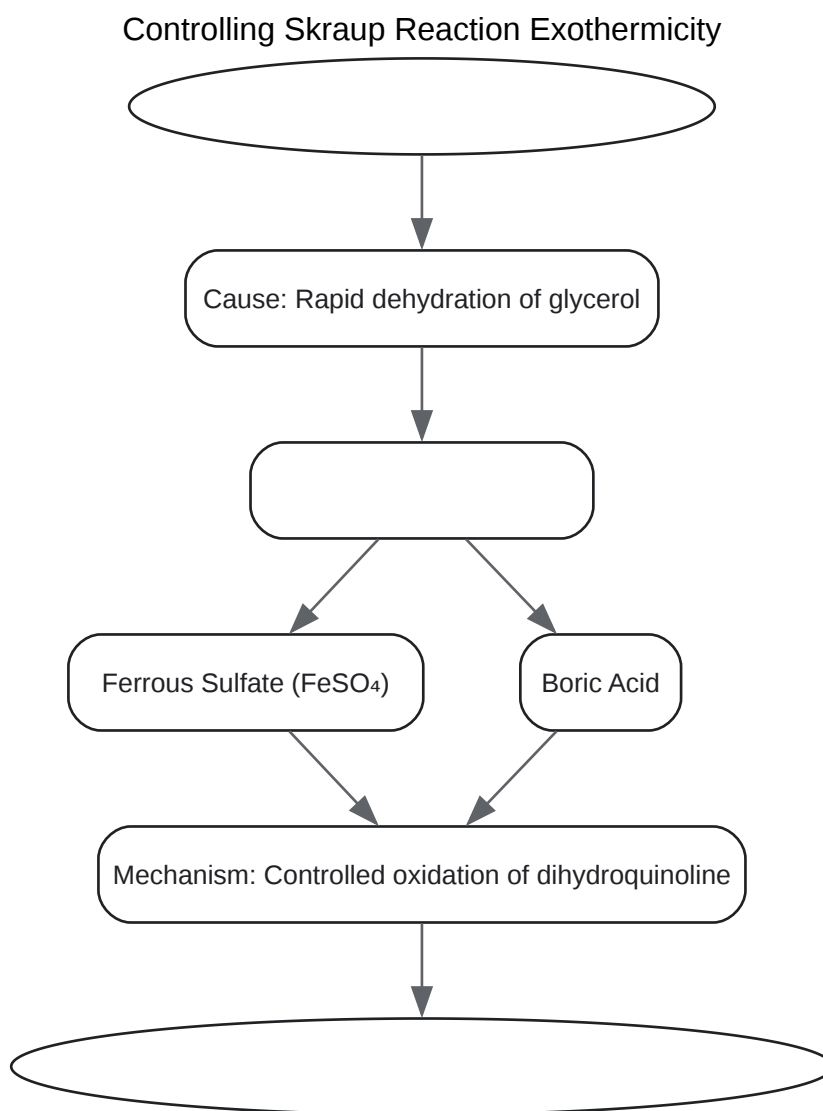 Controlling Skraup Reaction Exothermicity
Cause: Rapid dehydration of glycerol
Ferrous Sulfate (FeSO₄)
Boric Acid
Mechanism: Controlled oxidation of dihydroquinoline